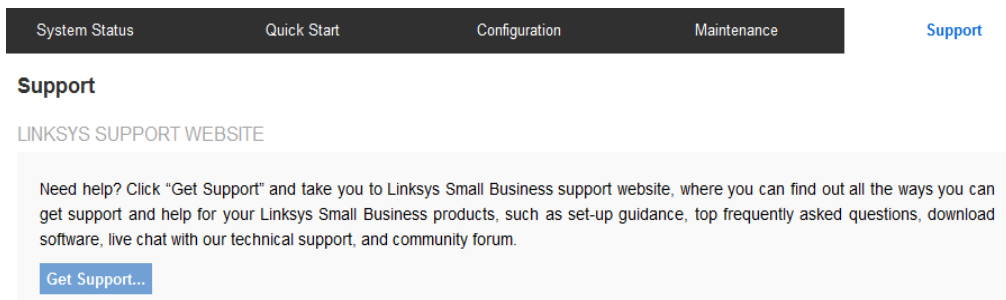 System Status Quick Start Configuration Maintenance Support
Support
LINKSYS SUPPORT WEBSITE
Need help? Click “Get Support” and take you to Linksys Small Business support website, where you can find out all the ways you can
get support and help for your Linksys Small Business products, such as set-up guidance, top frequently asked questions, download
software, live chat with our technical support, and community forum.
Get Support...